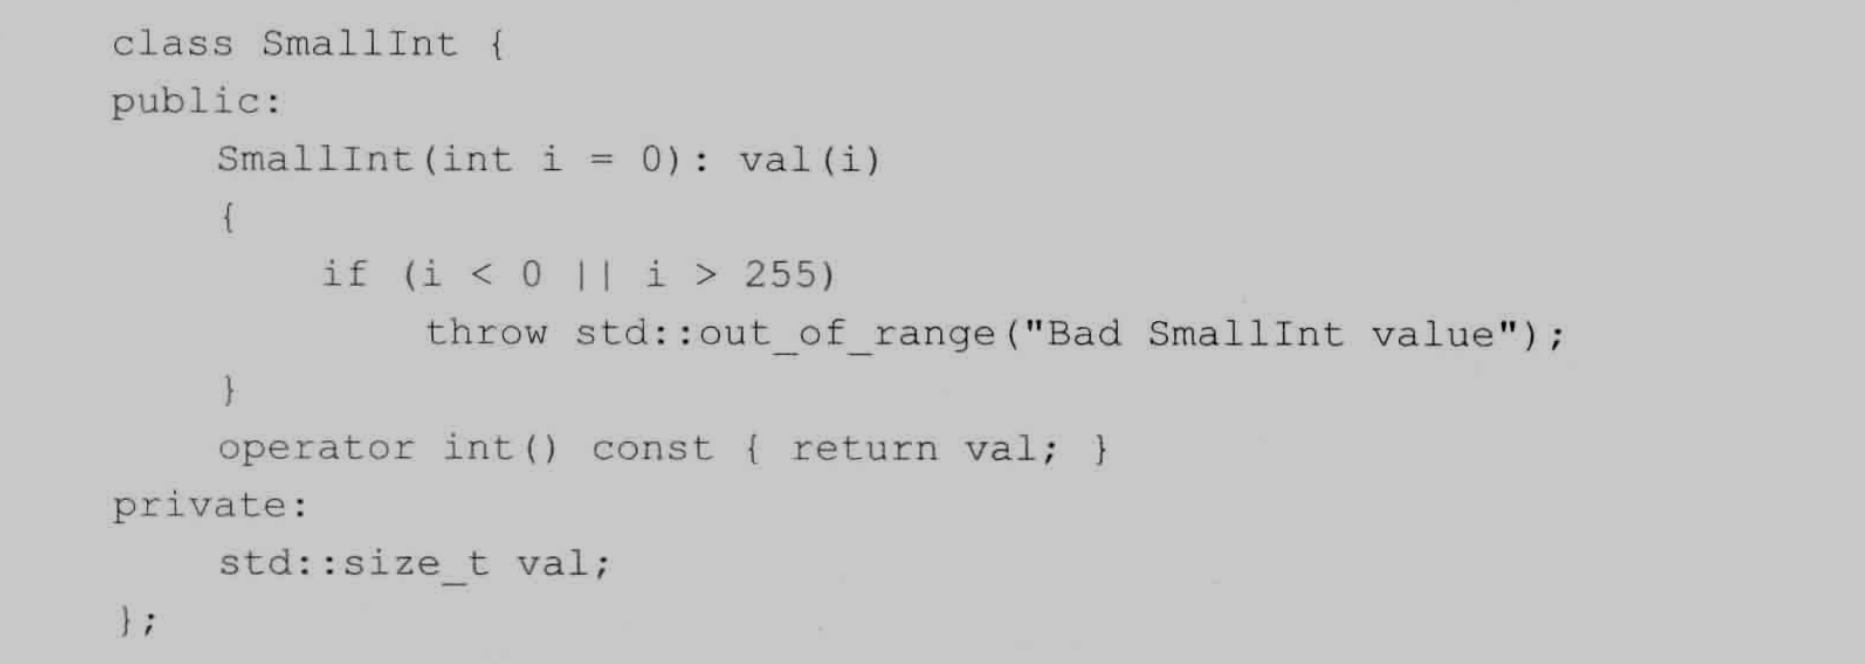 class SmallInt {
public:
    SmallInt(int i = 0): val(i)
    {
        if (i < 0 || i > 255)
            throw std::out_of_range("Bad SmallInt value");
    }
    operator int() const { return val; }
private:
    std::size_t val;
};